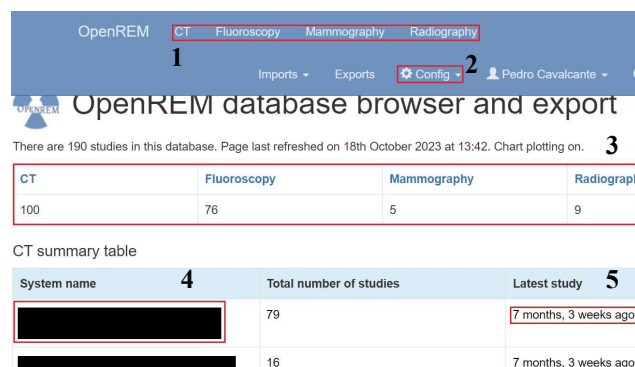 OpenREM CT Fluoroscopy Mammography Radiography
1
Imports Exports Config 2 Pedro Cavalcante
OPENREM
OpenREM database browser and export
There are 190 studies in this database. Page last refreshed on 18th October 2023 at 13:42. Chart plotting on. 3
CT Fluoroscopy Mammography Radiograph
100 76 5 9
CT summary table
System name 4 Total number of studies Latest study 5
79 7 months, 3 weeks ago
16 7 months, 3 weeks ago